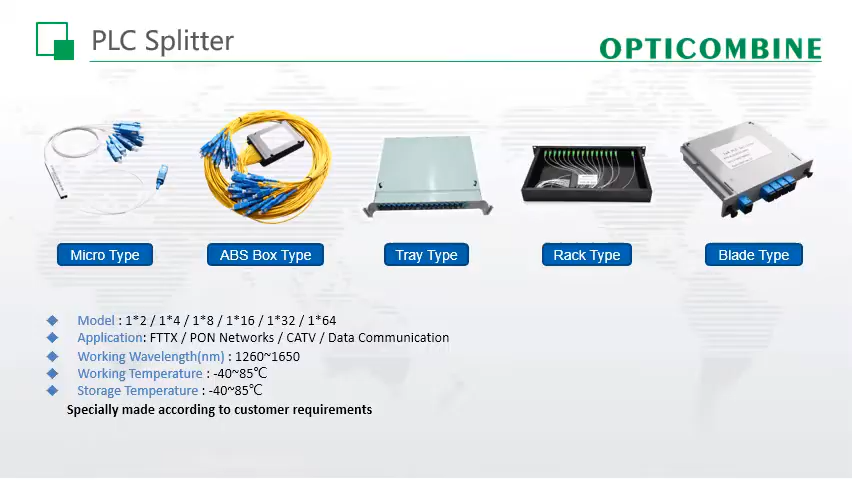 PLC Splitter
OPTICOMBINE
Micro Type
ABS Box Type
Tray Type
Rack Type
Blade Type
Model : 1*2 / 1*4 / 1*8 / 1*16 / 1*32 / 1*64
Application: FTTX / PON Networks / CATV / Data Communication
Working Wavelength(nm) : 1260~1650
Working Temperature : -40~85℃
Storage Temperature : -40~85℃
Specially made according to customer requirements